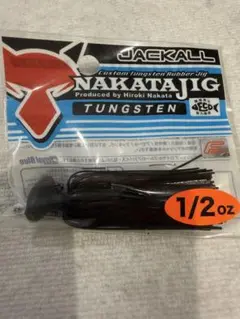 JACKALL
Custom Tungsten Rubber Jig
NAKATA JIG
Produced by Hiroki Nakata
TUNGSTEN
1/2oz